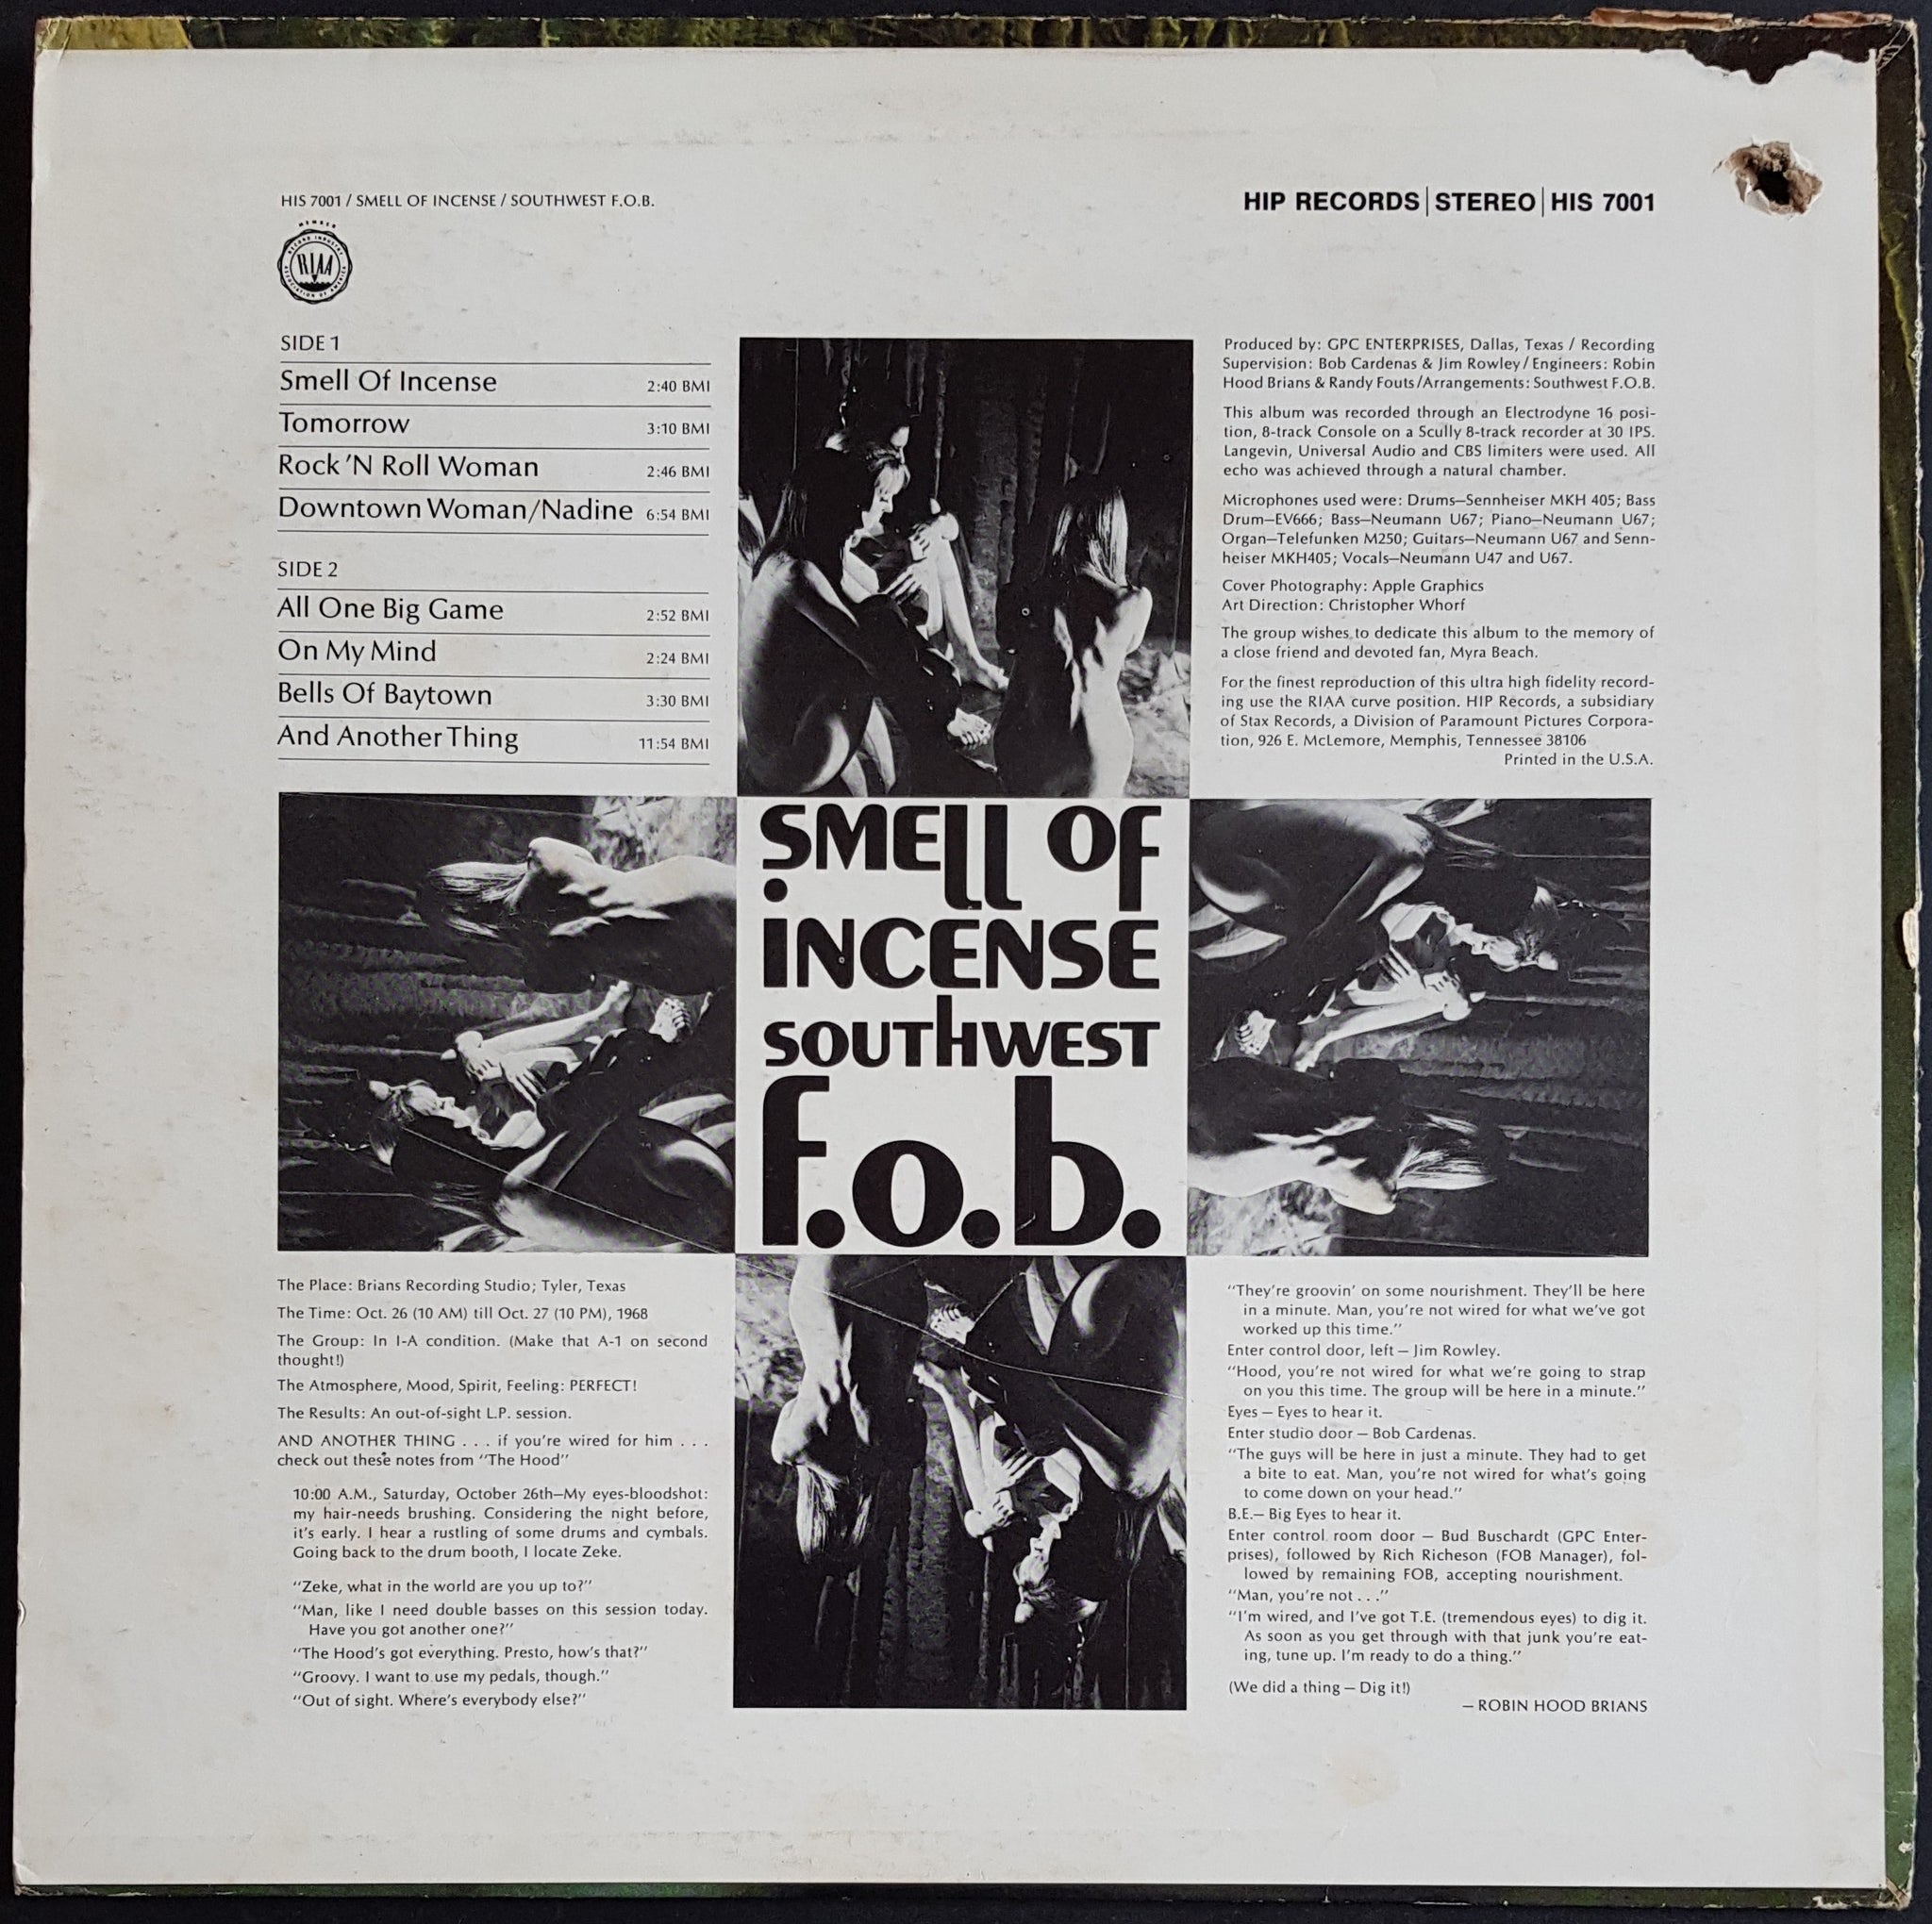 HIS 7001 / SMELL OF INCENSE / SOUTHWEST F.O.B.
HIP RECORDS | STEREO | HIS 7001
MEMBER
RECORD INDUSTRY
RIAA
ASSOCIATION OF AMERICA
SIDE 1
Smell Of Incense 2:40 BMI
Tomorrow 3:10 BMI
Rock 'N Roll Woman 2:46 BMI
Downtown Woman/Nadine 6:54 BMI
SIDE 2
All One Big Game 2:52 BMI
On My Mind 2:24 BMI
Bells Of Baytown 3:30 BMI
And Another Thing 11:54 BMI
Produced by: GPC ENTERPRISES, Dallas, Texas / Recording
Supervision: Bob Cardenas & Jim Rowley / Engineers: Robin
Hood Brians & Randy Fouts / Arrangements: Southwest F.O.B.
This album was recorded through an Electrodyne 16 posi-
tion, 8-track Console on a Scully 8-track recorder at 30 IPS.
Langevin, Universal Audio and CBS limiters were used. All
echo was achieved through a natural chamber.
Microphones used were: Drums—Sennheiser MKH 405; Bass
Drum—EV666; Bass—Neumann U67; Piano—Neumann U67;
Organ—Telefunken M250; Guitars—Neumann U67 and Senn-
heiser MKH405; Vocals—Neumann U47 and U67.
Cover Photography: Apple Graphics
Art Direction: Christopher Whorf
The group wishes to dedicate this album to the memory of
a close friend and devoted fan, Myra Beach.
For the finest reproduction of this ultra high fidelity record-
ing use the RIAA curve position. HIP Records, a subsidiary
of Stax Records, a Division of Paramount Pictures Corpora-
tion, 926 E. McLemore, Memphis, Tennessee 38106
Printed in the U.S.A.
SMELL OF
INCENSE
SOUTHWEST
f.o.b.
The Place: Brians Recording Studio; Tyler, Texas
The Time: Oct. 26 (10 AM) till Oct. 27 (10 PM), 1968
The Group: In I-A condition. (Make that A-1 on second
thought!)
The Atmosphere, Mood, Spirit, Feeling: PERFECT!
The Results: An out-of-sight L.P. session.
AND ANOTHER THING . . . if you're wired for him . . .
check out these notes from "The Hood"
10:00 A.M., Saturday, October 26th—My eyes-bloodshot:
my hair-needs brushing. Considering the night before,
it's early. I hear a rustling of some drums and cymbals.
Going back to the drum booth, I locate Zeke.
"Zeke, what in the world are you up to?"
"Man, like I need double basses on this session today.
Have you got another one?"
"The Hood's got everything. Presto, how's that?"
"Groovy. I want to use my pedals, though."
"Out of sight. Where's everybody else?"
"They're groovin' on some nourishment. They'll be here
in a minute. Man, you're not wired for what we've got
worked up this time."
Enter control door, left — Jim Rowley.
"Hood, you're not wired for what we're going to strap
on you this time. The group will be here in a minute."
Eyes — Eyes to hear it.
Enter studio door — Bob Cardenas.
"The guys will be here in just a minute. They had to get
a bite to eat. Man, you're not wired for what's going
to come down on your head."
B.E.— Big Eyes to hear it.
Enter control room door — Bud Buschardt (GPC Enter-
prises), followed by Rich Richeson (FOB Manager), fol-
lowed by remaining FOB, accepting nourishment.
"Man, you're not . . ."
"I'm wired, and I've got T.E. (tremendous eyes) to dig it.
As soon as you get through with that junk you're eat-
ing, tune up. I'm ready to do a thing."
(We did a thing — Dig it!)
— ROBIN HOOD BRIANS